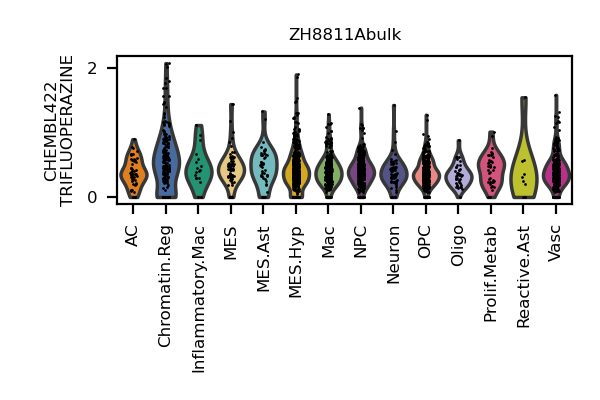 ZH8811Abulk
CHEMBL422
TRIFLUOPERAZINE
2
0
AC
Chromatin.Reg
Inflammatory.Mac
MES
MES.Ast
MES.Hyp
Mac
NPC
Neuron
OPC
Oligo
Prolif.Metab
Reactive.Ast
Vasc